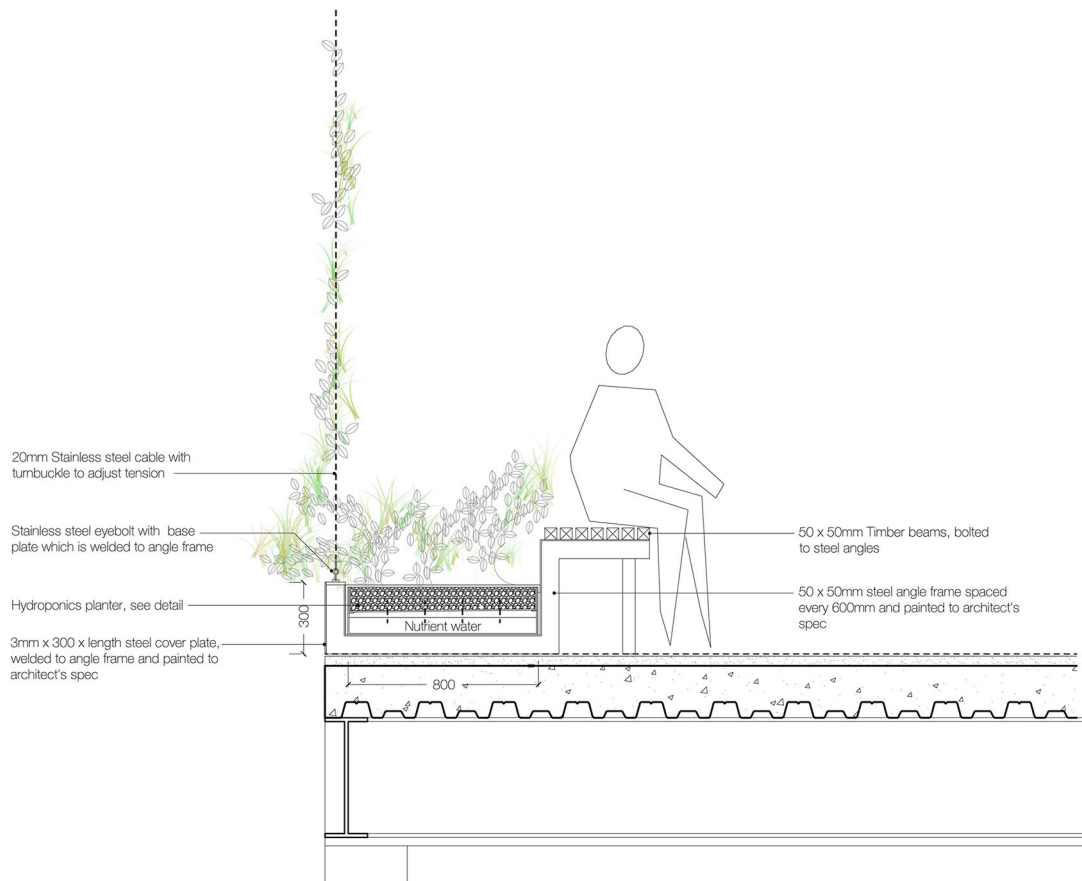 20mm Stainless steel cable with
turnbuckle to adjust tension
Stainless steel eyebolt with base
plate which is welded to angle frame
Hydroponics planter, see detail
3mm x 300 x length steel cover plate,
welded to angle frame and painted to
architect's spec
300
Nutrient water
800
50 x 50mm Timber beams, bolted
to steel angles
50 x 50mm steel angle frame spaced
every 600mm and painted to architect's
spec